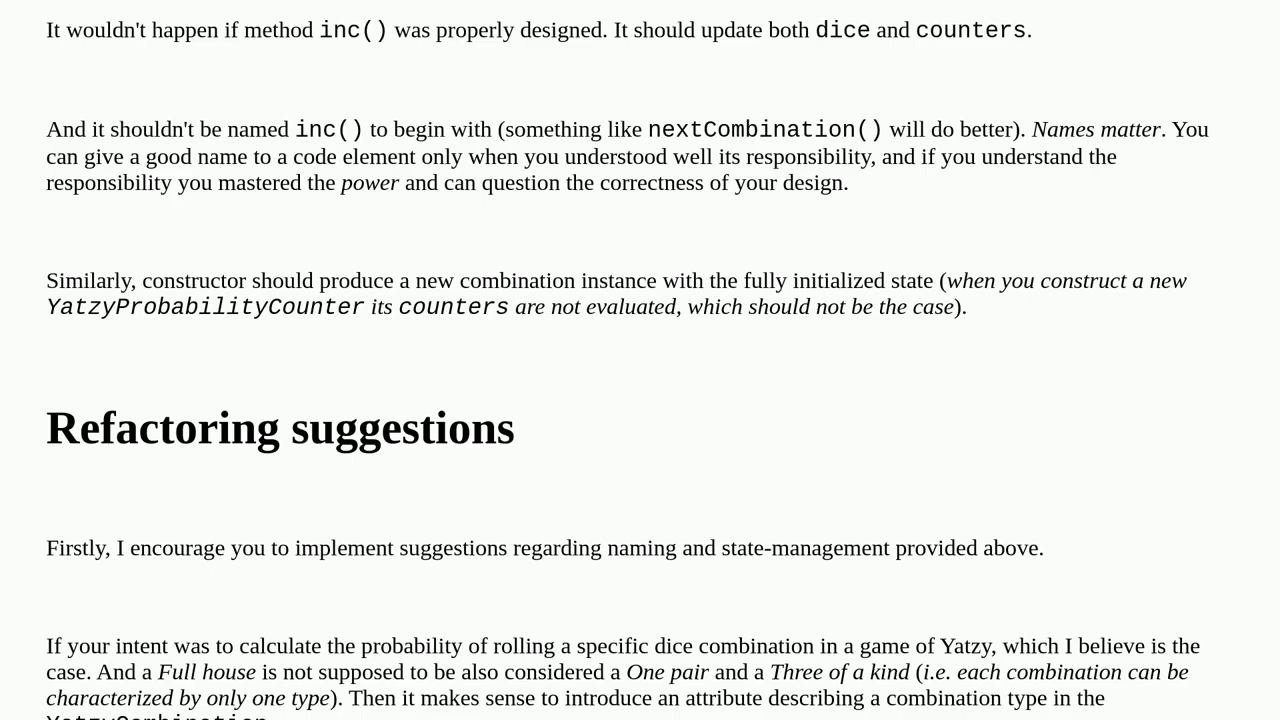 It wouldn't happen if method inc() was properly designed. It should update both dice and counters.
And it shouldn't be named inc() to begin with (something like nextCombination() will do better). Names matter. You
can give a good name to a code element only when you understood well its responsibility, and if you understand the
responsibility you mastered the power and can question the correctness of your design.
Similarly, constructor should produce a new combination instance with the fully initialized state (when you construct a new
YatzyProbabilityCounter its counters are not evaluated, which should not be the case).
Refactoring suggestions
Firstly, I encourage you to implement suggestions regarding naming and state-management provided above.
If your intent was to calculate the probability of rolling a specific dice combination in a game of Yatzy, which I believe is the
case. And a Full house is not supposed to be also considered a One pair and a Three of a kind (i.e. each combination can be
characterized by only one type). Then it makes sense to introduce an attribute describing a combination type in the